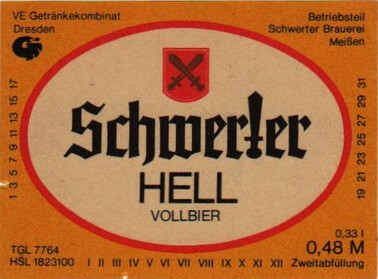 VE Getränkekombinat
Dresden
Betriebsteil
Schwerter Brauerei
Meißen
Schwerter
HELL
VOLLBIER
1 3 5 7 9 11 13 15 17
19 21 23 25 27 29 31
0,33 l
0,48 M
TGL 7764
HSL 1823100
I II III IV V VI VII VIII IX X XI XII
Zweitabfüllung